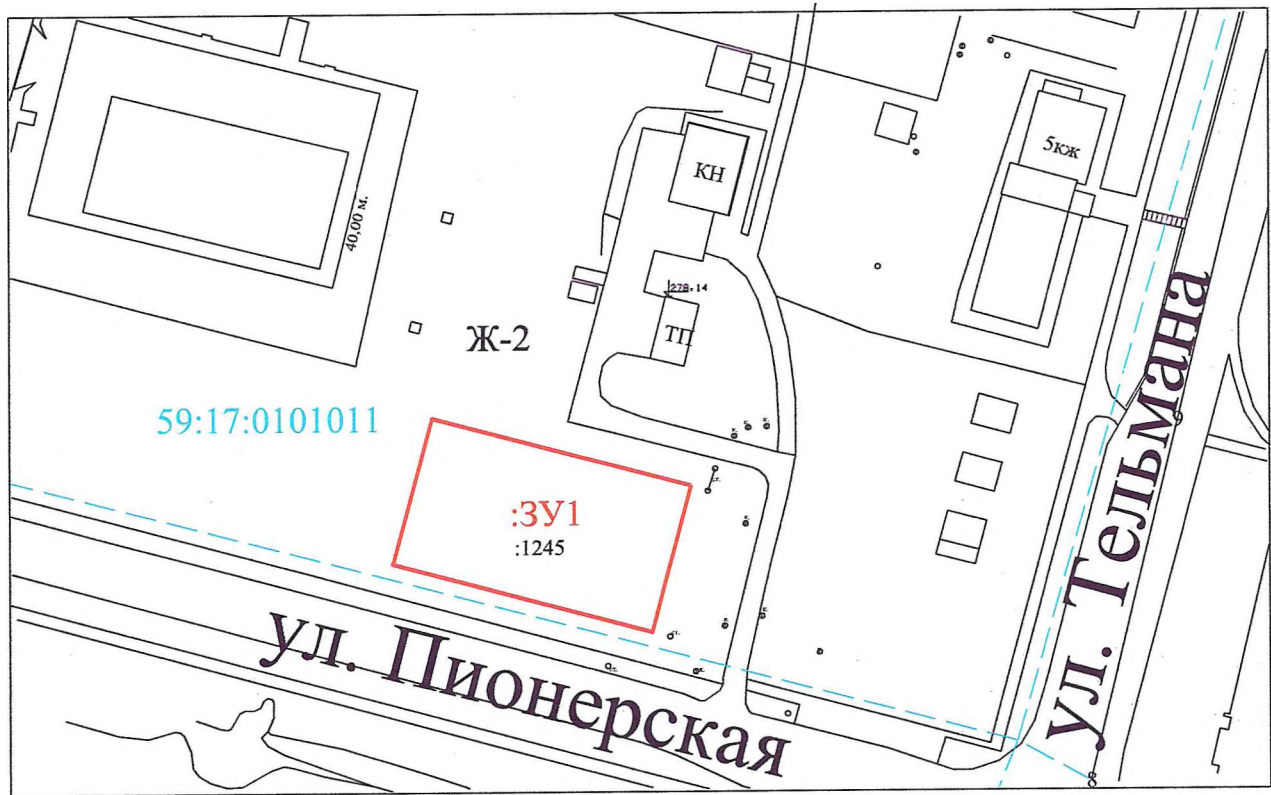 5кж
КН
40,00 м.
278.14
ТП
Ж-2
59:17:0101011
:ЗУ1
:1245
ул. Пионерская
ул. Тельмана